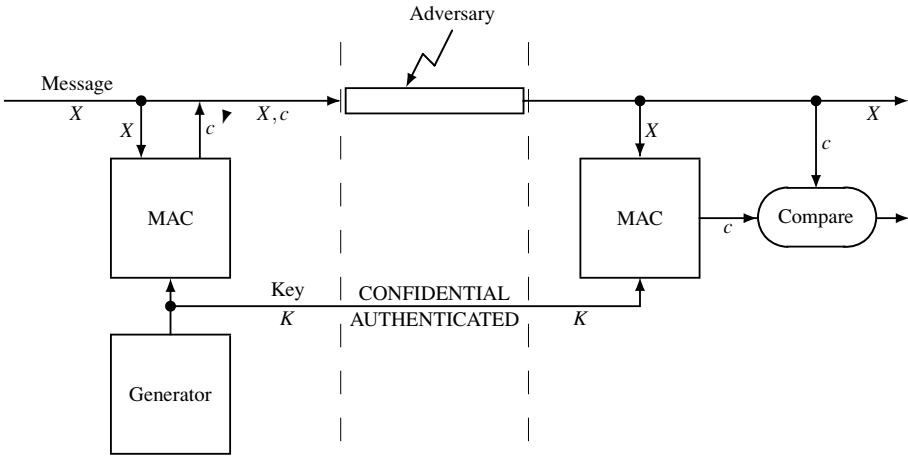 Adversary
Message
X
X, c
X
X
c
X
c
MAC
MAC
c
Compare
Key
CONFIDENTIAL
K
AUTHENTICATED
K
Generator